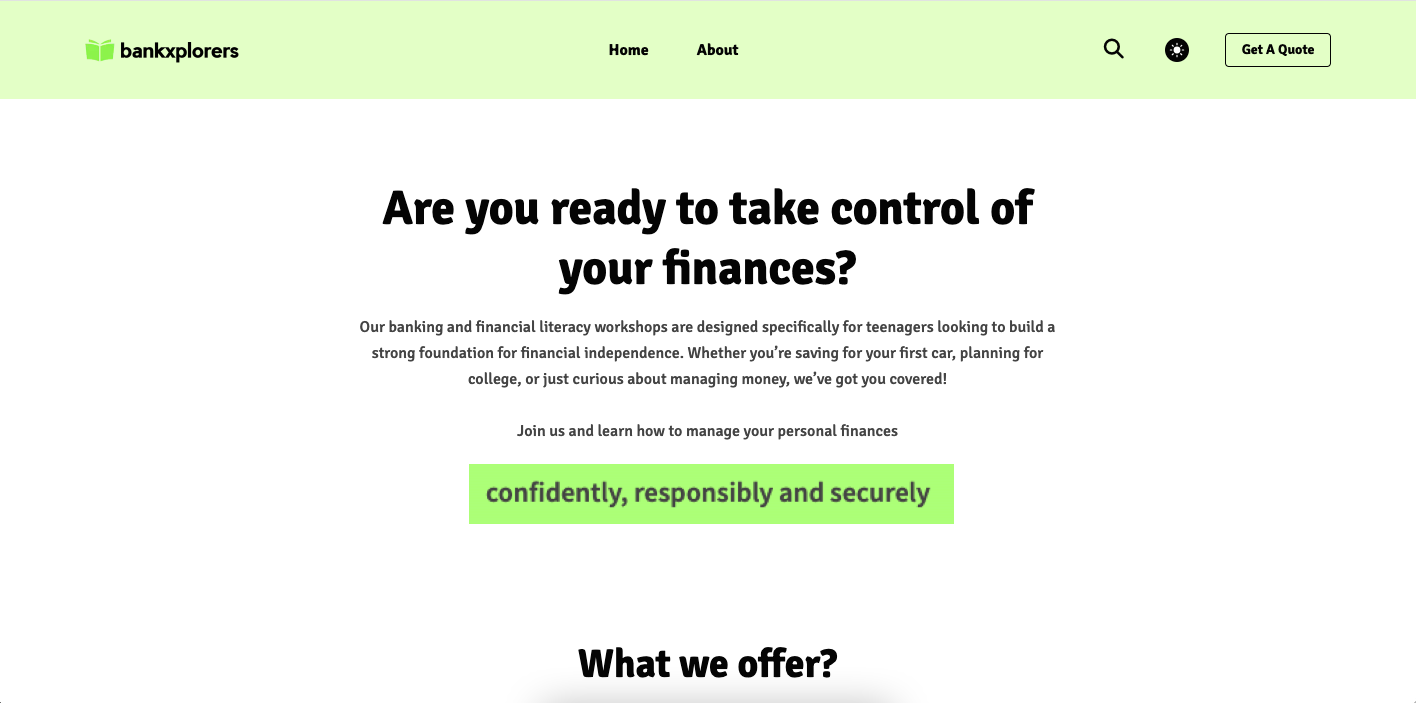 bankxplorers
Home
About
Get A Quote
Are you ready to take control of
your finances?
Our banking and financial literacy workshops are designed specifically for teenagers looking to build a
strong foundation for financial independence. Whether you’re saving for your first car, planning for
college, or just curious about managing money, we’ve got you covered!
Join us and learn how to manage your personal finances
confidently, responsibly and securely
What we offer?